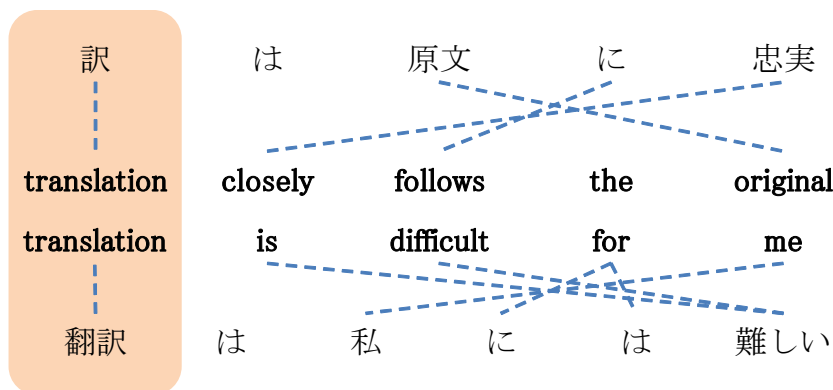 訳 は 原文 に 忠実
translation closely follows the original
translation is difficult for me
翻訳 は 私 に は 難しい